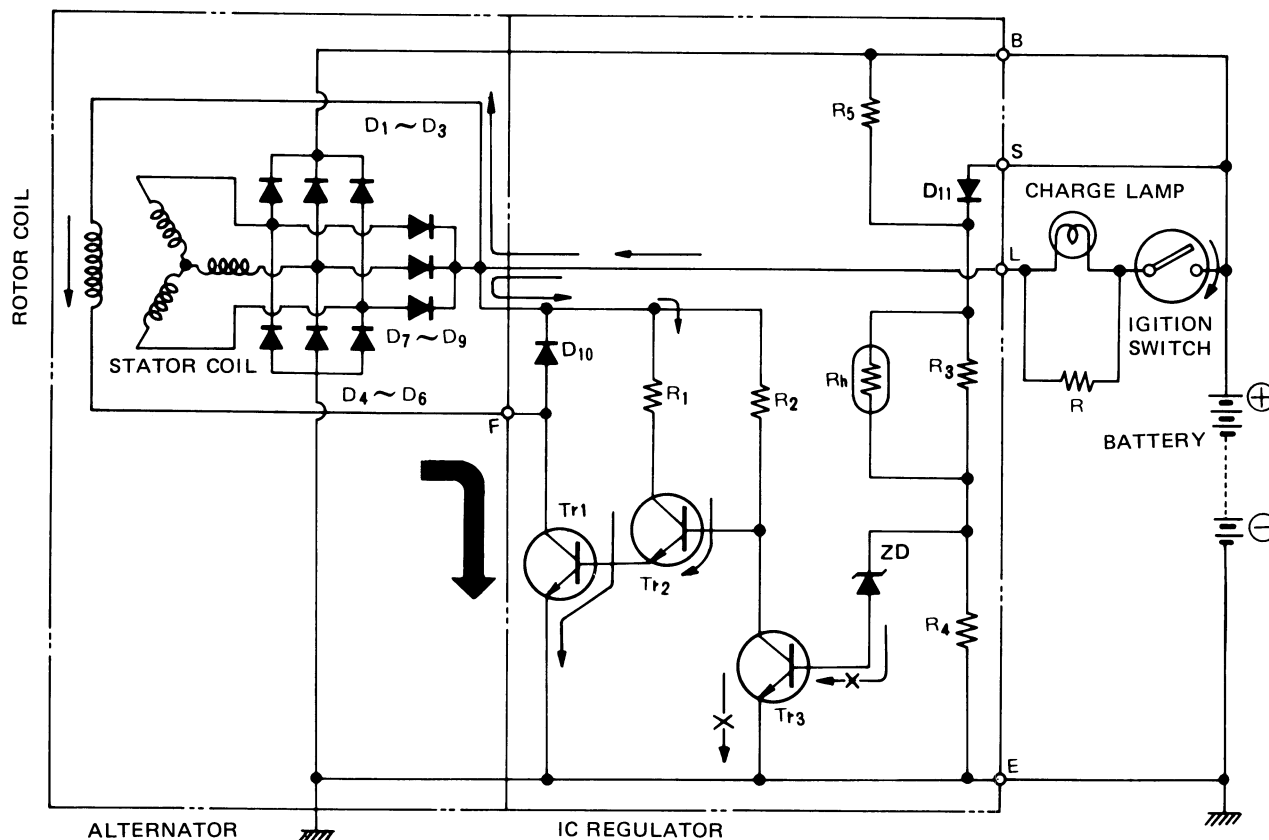 B
D1 ~ D3
R5
S
D11
CHARGE LAMP
ROTOR COIL
L
IGITION
SWITCH
STATOR COIL
D7 ~ D9
D10
Rh
R3
R
R1
R2
D4 ~ D6
F
BATTERY
+
−
Tr1
Tr2
ZD
R4
Tr3
E
ALTERNATOR
IC REGULATOR